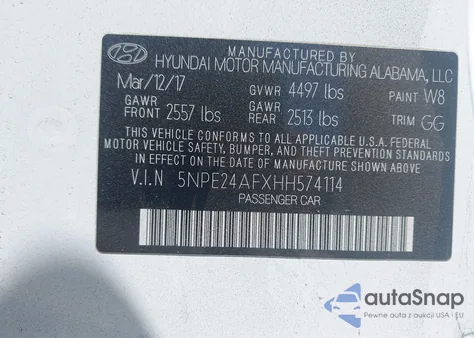 MANUFACTURED BY
HYUNDAI MOTOR MANUFACTURING ALABAMA, LLC
Mar/12/17 GVWR 4497 lbs PAINT W8
GAWR FRONT 2557 lbs GAWR REAR 2513 lbs TRIM GG
THIS VEHICLE CONFORMS TO ALL APPLICABLE U.S.A. FEDERAL
MOTOR VEHICLE SAFETY, BUMPER, AND THEFT PREVENTION STANDARDS
IN EFFECT ON THE DATE OF MANUFACTURE SHOWN ABOVE
V.I.N 5NPE24AFXHH574114
PASSENGER CAR
autoSnap
Pewne auta z aukcji USA i EU